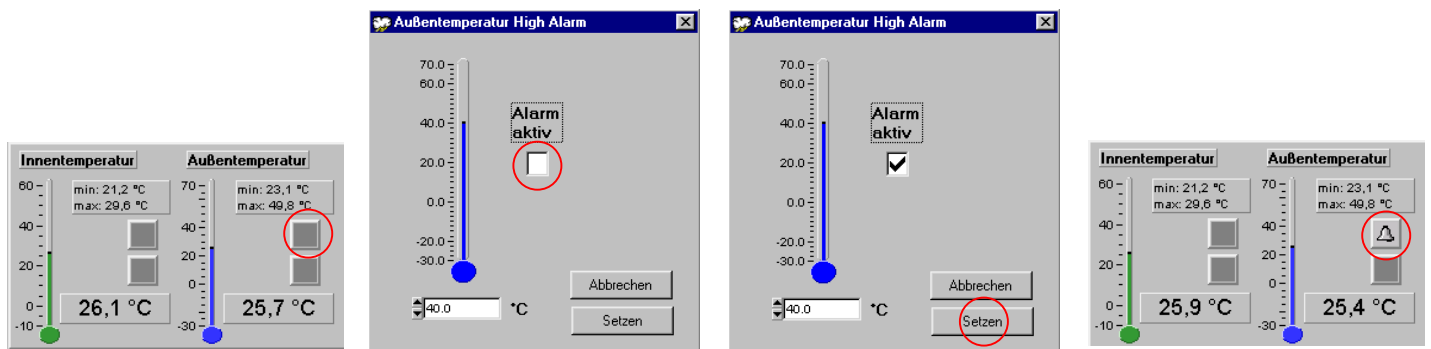 Innentemperatur
Außentemperatur
min: 21,2 °C
max: 29,6 °C
min: 23,1 °C
max: 49,8 °C
60
40
20
0
-10
70
40
20
0
-30
26,1 °C
25,7 °C
Außentemperatur High Alarm
70.0
60.0
40.0
20.0
0.0
-20.0
-30.0
Alarm
aktiv
Abbrechen
40.0 °C
Setzen
Außentemperatur High Alarm
70.0
60.0
40.0
20.0
0.0
-20.0
-30.0
Alarm
aktiv
Abbrechen
40.0 °C
Setzen
Innentemperatur
Außentemperatur
min: 21,2 °C
max: 29,6 °C
min: 23,1 °C
max: 49,8 °C
60
40
20
0
-10
70
40
20
0
-30
25,9 °C
25,4 °C